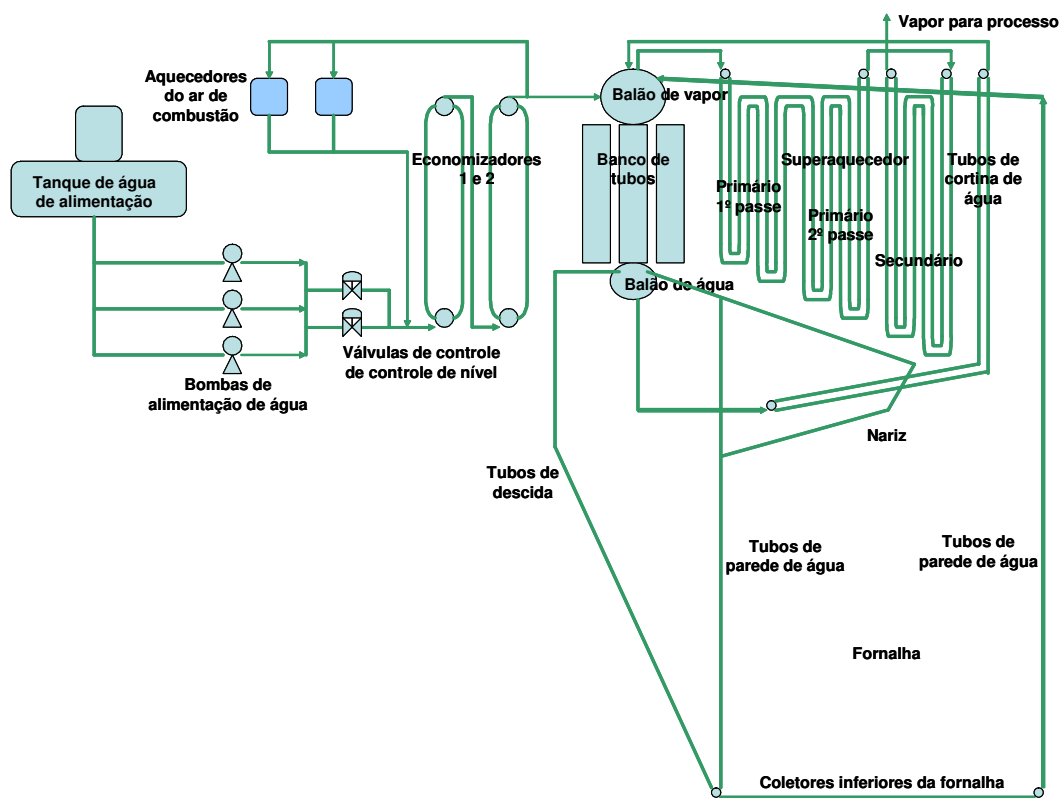 Vapor para processo
Aquecedores
do ar de
combustão
Balão de vapor
Economizadores
1 e 2
Banco de
tubos
Superaquecedor
Tubos de
cortina de
água
Tanque de água
de alimentação
Primário
1º passe
Primário
2º passe
Secundário
Balão de água
Válvulas de controle
de controle de nível
Bombas de
alimentação de água
Nariz
Tubos de
descida
Tubos de
parede de água
Tubos de
parede de água
Fornalha
Coletores inferiores da fornalha